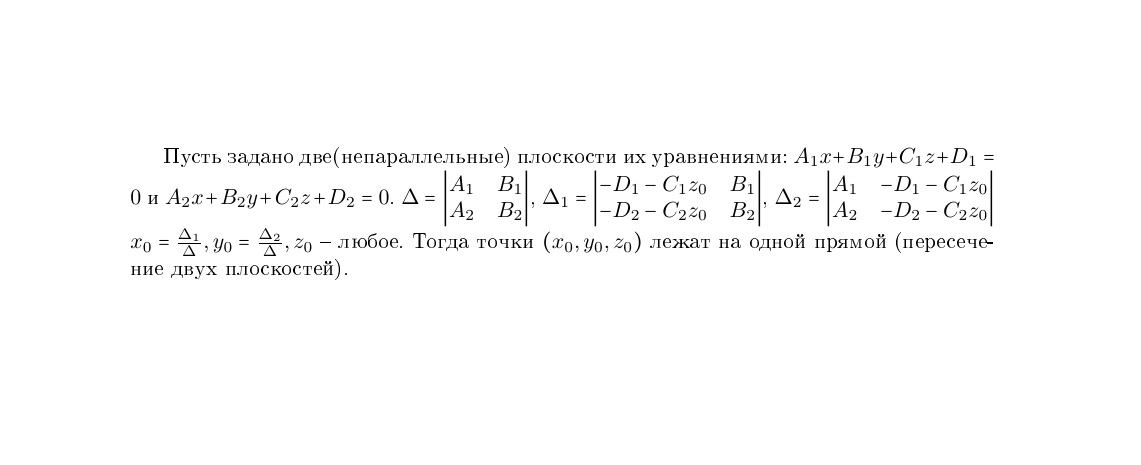 Пусть задано две(непараллельные) плоскости их уравнениями: $A_1x+B_1y+C_1z+D_1=$
$0$ и $A_2x+B_2y+C_2z+D_2=0$. $\Delta=\begin{vmatrix}A_1 & B_1\\A_2 & B_2\end{vmatrix}$, $\Delta_1=\begin{vmatrix}-D_1-C_1z_0 & B_1\\-D_2-C_2z_0 & B_2\end{vmatrix}$, $\Delta_2=\begin{vmatrix}A_1 & -D_1-C_1z_0\\A_2 & -D_2-C_2z_0\end{vmatrix}$
$x_0=\frac{\Delta_1}{\Delta}, y_0=\frac{\Delta_2}{\Delta}, z_0$ – любое. Тогда точки $(x_0,y_0,z_0)$ лежат на одной прямой (пересече-
ние двух плоскостей).